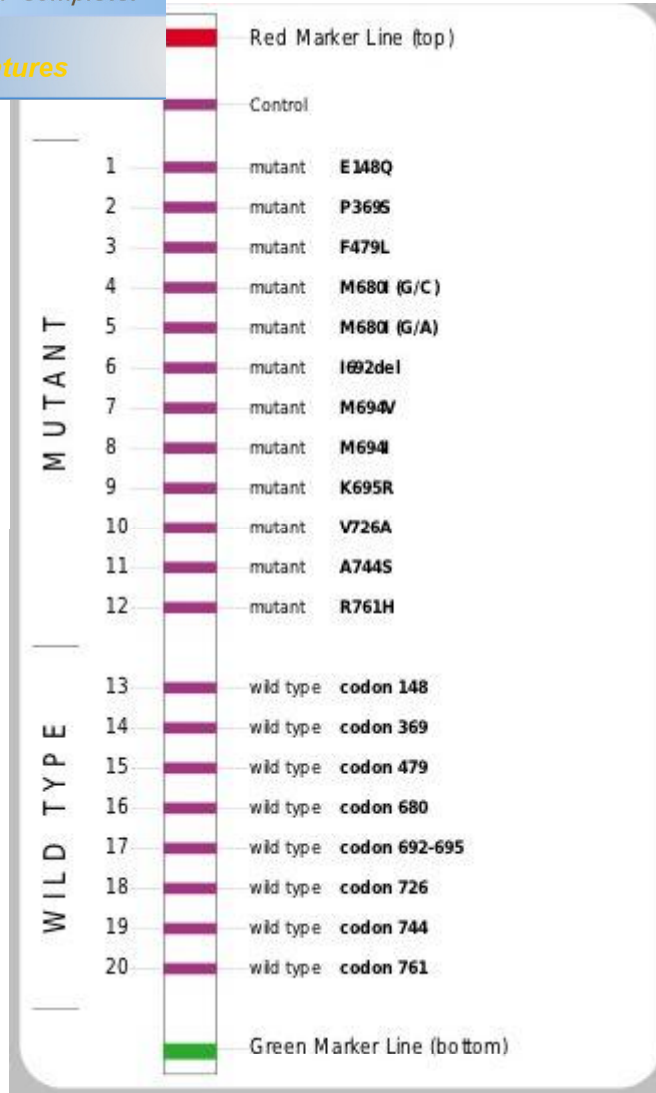 tures
Red Marker Line (top)
Control
1 mutant E148Q
2 mutant P369S
3 mutant F479L
4 mutant M680I (G/C)
5 mutant M680I (G/A)
6 mutant I692del
7 mutant M694V
8 mutant M694I
9 mutant K695R
10 mutant V726A
11 mutant A744S
12 mutant R761H
MUTANT
13 wild type codon 148
14 wild type codon 369
15 wild type codon 479
16 wild type codon 680
17 wild type codon 692-695
18 wild type codon 726
19 wild type codon 744
20 wild type codon 761
WILD TYPE
Green Marker Line (bottom)